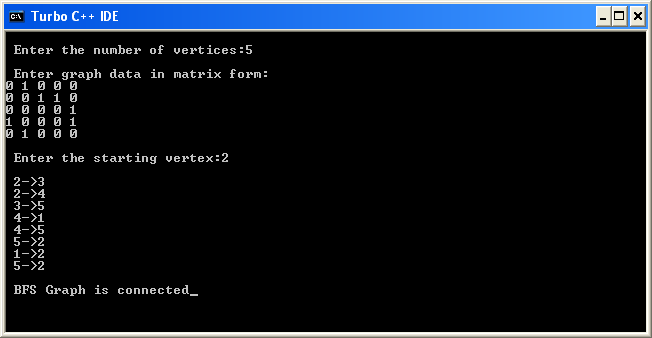 Turbo C++ IDE
Enter the number of vertices:5
Enter graph data in matrix form:
0 1 0 0 0
0 0 1 1 0
0 0 0 0 1
1 0 0 0 1
0 1 0 0 0
Enter the starting vertex:2
2->3
2->4
3->5
4->1
4->5
5->2
1->2
5->2
BFS Graph is connected_